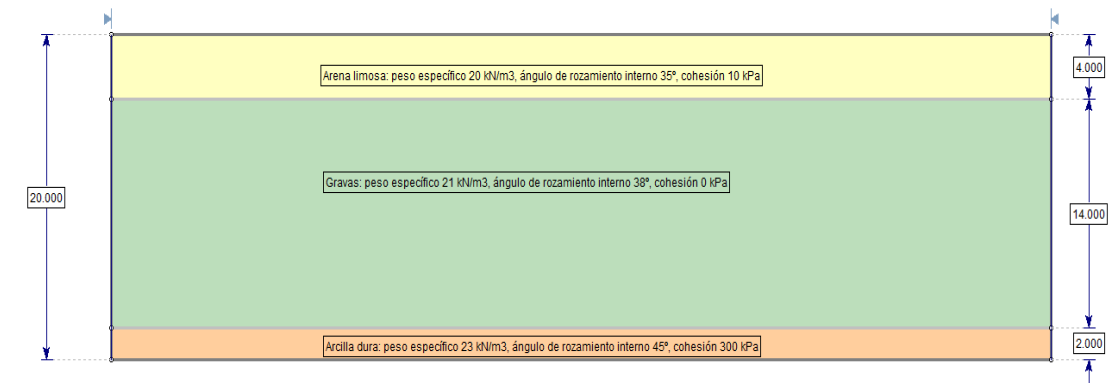 4.000
Arena limosa: peso específico 20 kN/m3, ángulo de rozamiento interno 35º, cohesión 10 kPa
Gravas: peso específico 21 kN/m3, ángulo de rozamiento interno 38º, cohesión 0 kPa
20.000
14.000
Arcilla dura: peso específico 23 kN/m3, ángulo de rozamiento interno 45º, cohesión 300 kPa
2.000